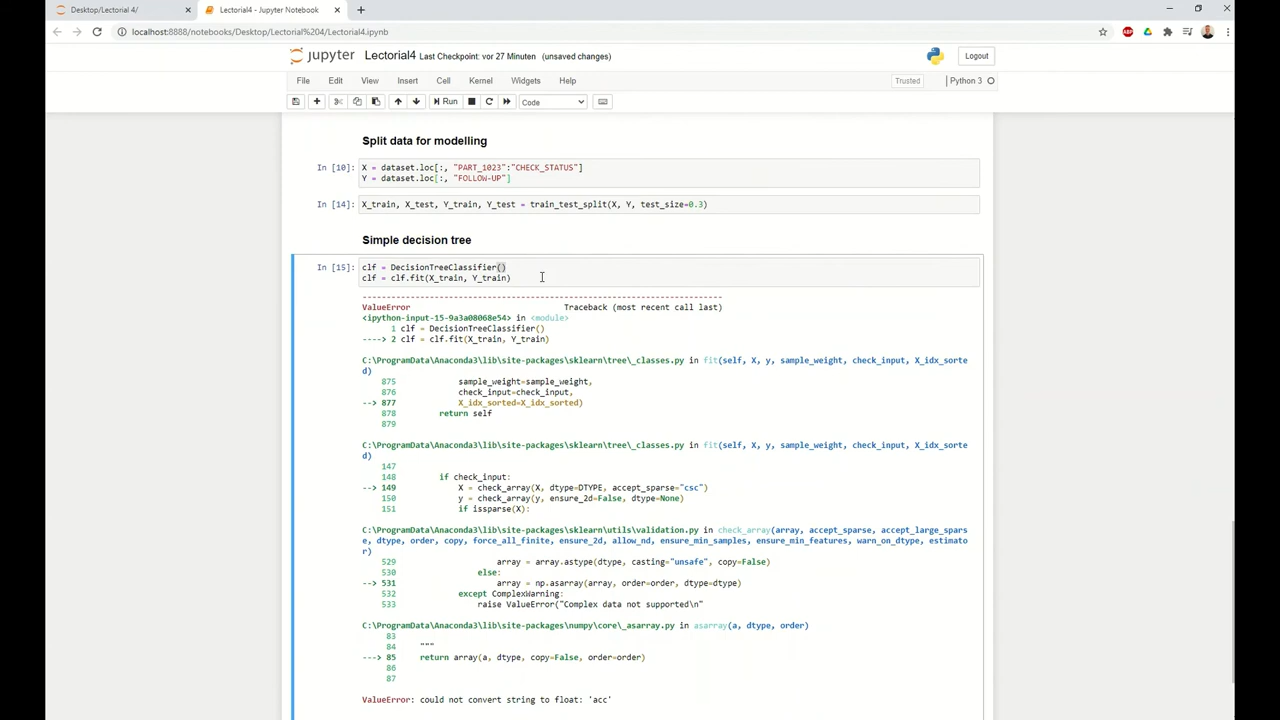 Desktop/Lectorial 4/
Lectorial4 - Jupyter Notebook
localhost:8888/notebooks/Desktop/Lectorial%204/Lectorial4.ipynb
jupyter Lectorial4 Last Checkpoint: vor 27 Minuten (unsaved changes)
Logout
File Edit View Insert Cell Kernel Widgets Help
Trusted Python 3
Run Code
Split data for modelling
In [10]: X = dataset.loc[:, "PART_1023":"CHECK_STATUS"]
Y = dataset.loc[:, "FOLLOW-UP"]
In [14]: X_train, X_test, Y_train, Y_test = train_test_split(X, Y, test_size=0.3)
Simple decision tree
In [15]: clf = DecisionTreeClassifier()
clf = clf.fit(X_train, Y_train)
---------------------------------------------------------------------------
ValueError Traceback (most recent call last)
<ipython-input-15-9a3a08068e54> in <module>
1 clf = DecisionTreeClassifier()
----> 2 clf = clf.fit(X_train, Y_train)
C:\ProgramData\Anaconda3\lib\site-packages\sklearn\tree\_classes.py in fit(self, X, y, sample_weight, check_input, X_idx_sorte
d)
875 sample_weight=sample_weight,
876 check_input=check_input,
--> 877 X_idx_sorted=X_idx_sorted)
878 return self
879
C:\ProgramData\Anaconda3\lib\site-packages\sklearn\tree\_classes.py in fit(self, X, y, sample_weight, check_input, X_idx_sorte
d)
147
148 if check_input:
--> 149 X = check_array(X, dtype=DTYPE, accept_sparse="csc")
150 y = check_array(y, ensure_2d=False, dtype=None)
151 if issparse(X):
C:\ProgramData\Anaconda3\lib\site-packages\sklearn\utils\validation.py in check_array(array, accept_sparse, accept_large_spars
e, dtype, order, copy, force_all_finite, ensure_2d, allow_nd, ensure_min_samples, ensure_min_features, warn_on_dtype, estimato
r)
529 array = array.astype(dtype, casting="unsafe", copy=False)
530 else:
--> 531 array = np.asarray(array, order=order, dtype=dtype)
532 except ComplexWarning:
533 raise ValueError("Complex data not supported\n"
C:\ProgramData\Anaconda3\lib\site-packages\numpy\core\_asarray.py in asarray(a, dtype, order)
83
84 """
---> 85 return array(a, dtype, copy=False, order=order)
86
87
ValueError: could not convert string to float: 'acc'